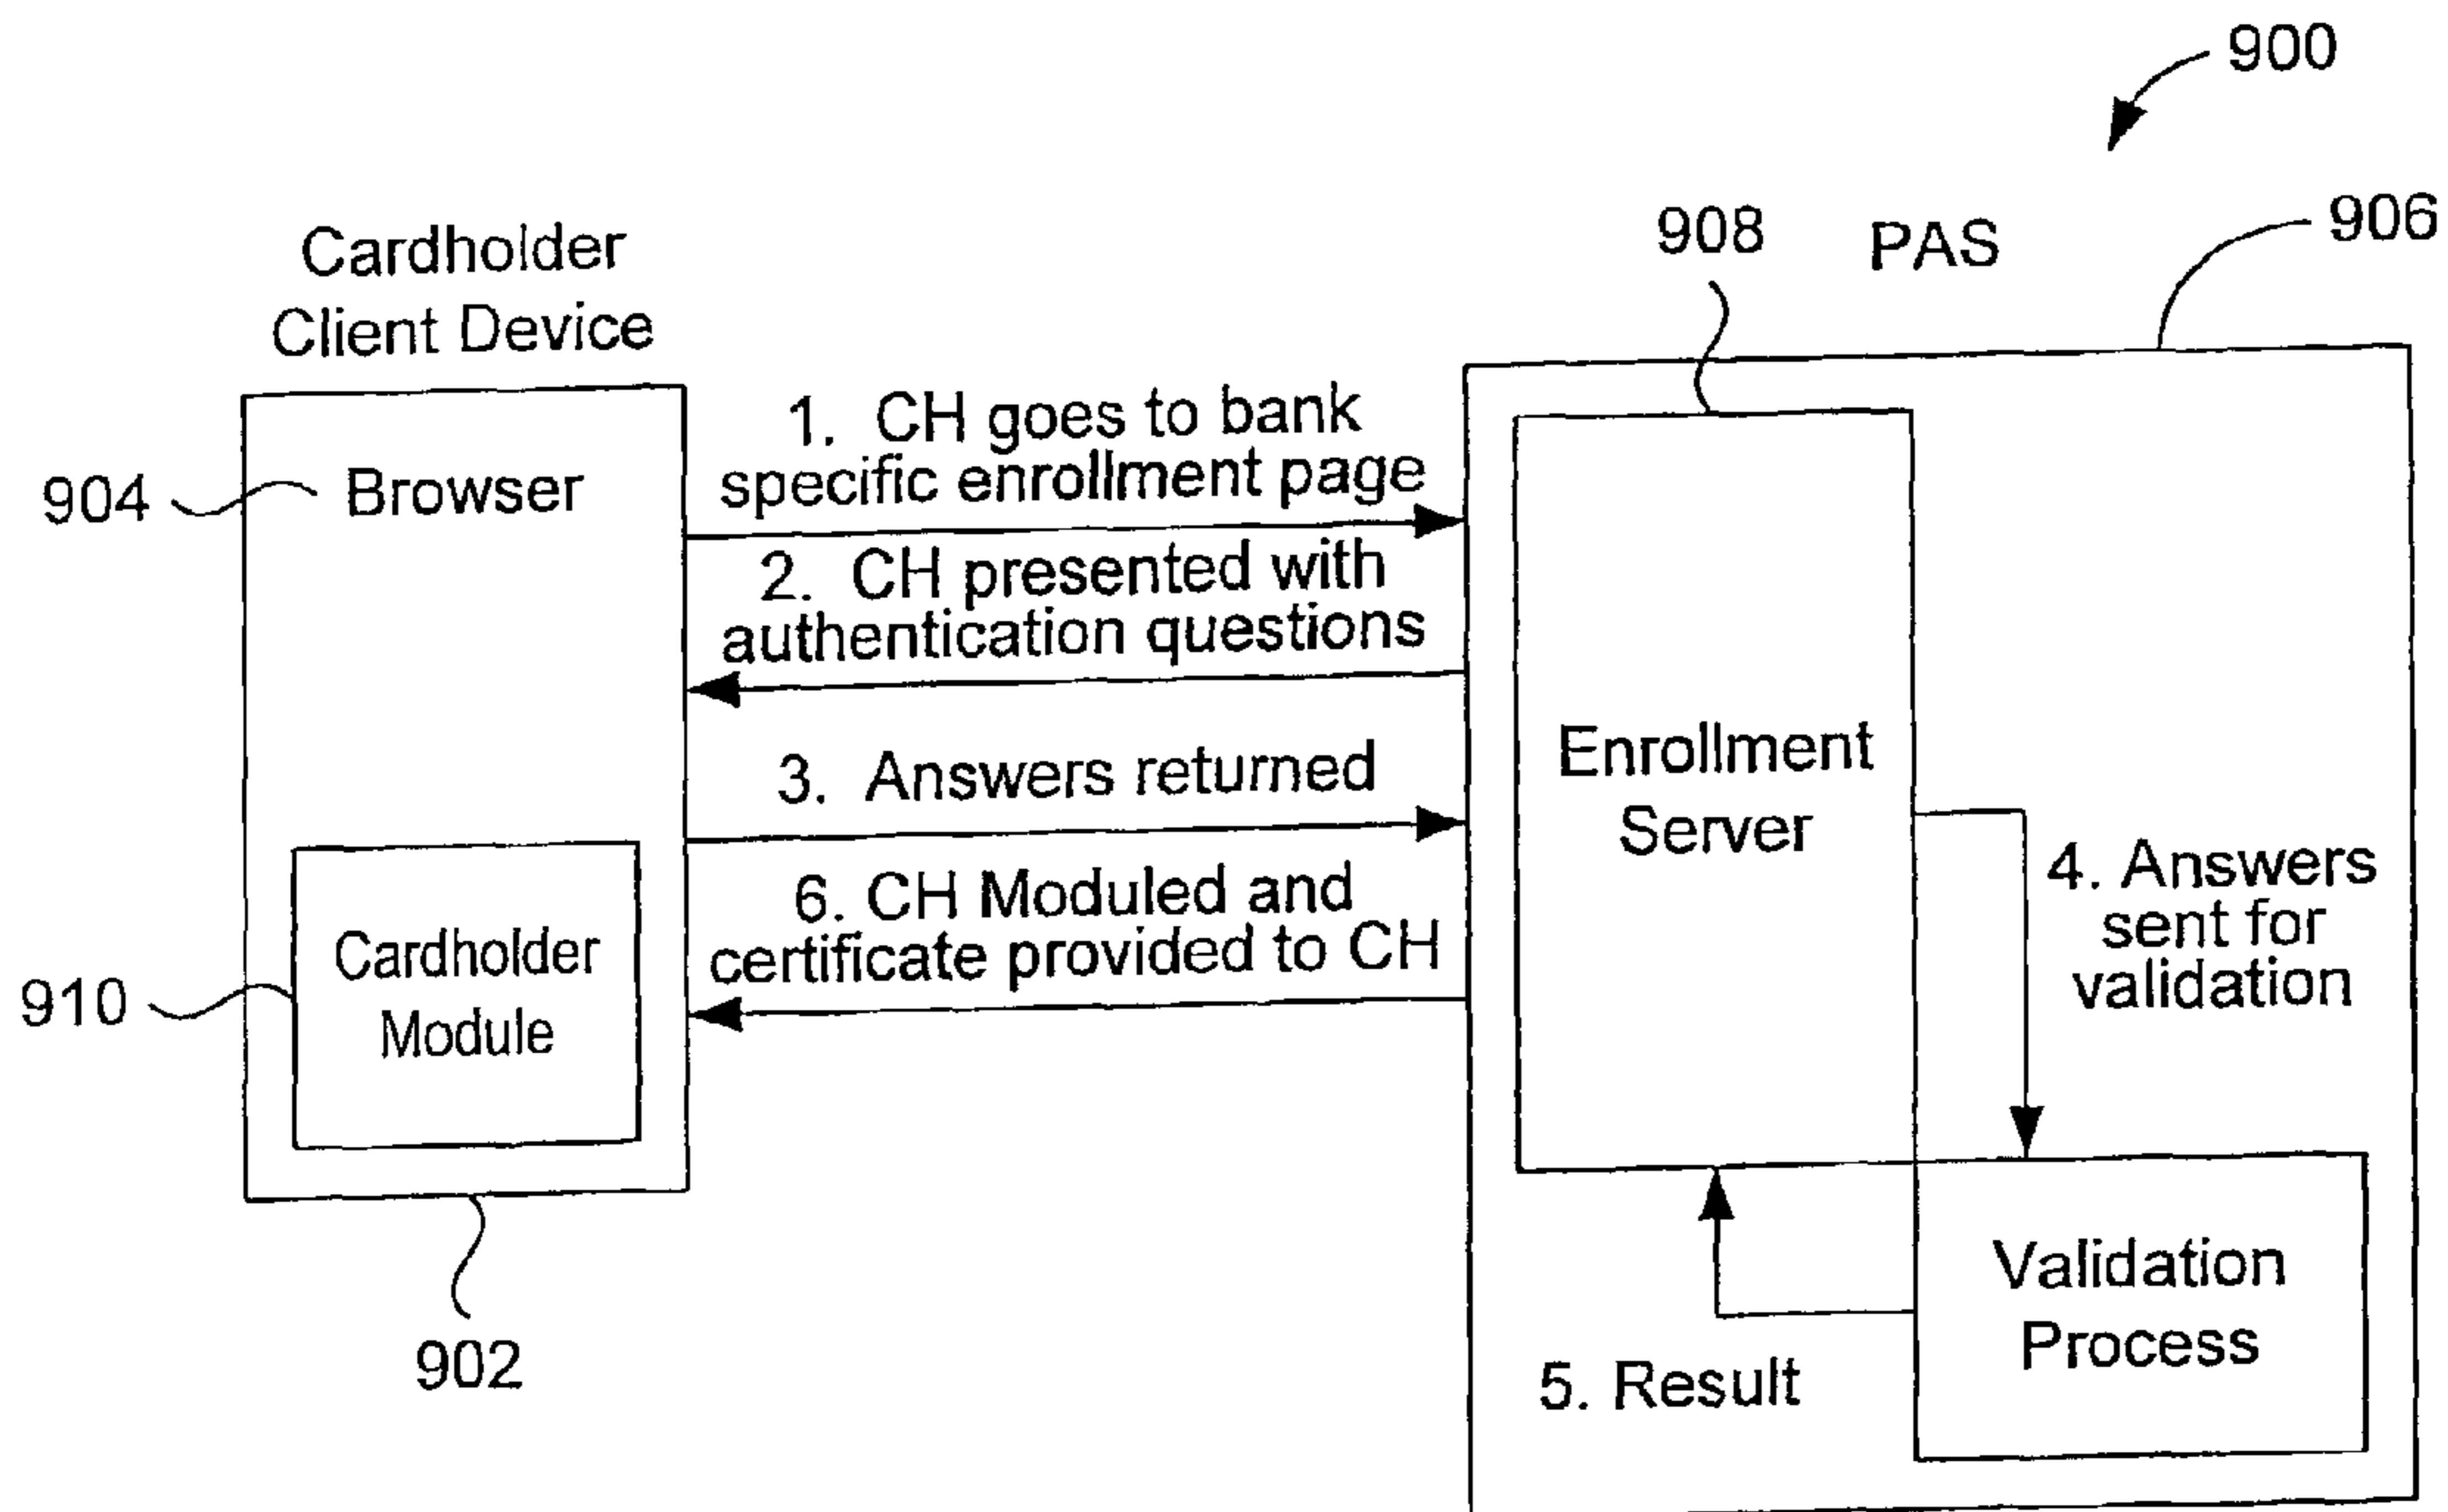 900
908
PAS
906
Cardholder
Client Device
904
Browser
1. CH goes to bank
specific enrollment page
2. CH presented with
authentication questions
3. Answers returned
6. CH Moduled and
certificate provided to CH
Cardholder
Module
910
902
Enrollment
Server
4. Answers
sent for
validation
Validation
Process
5. Result